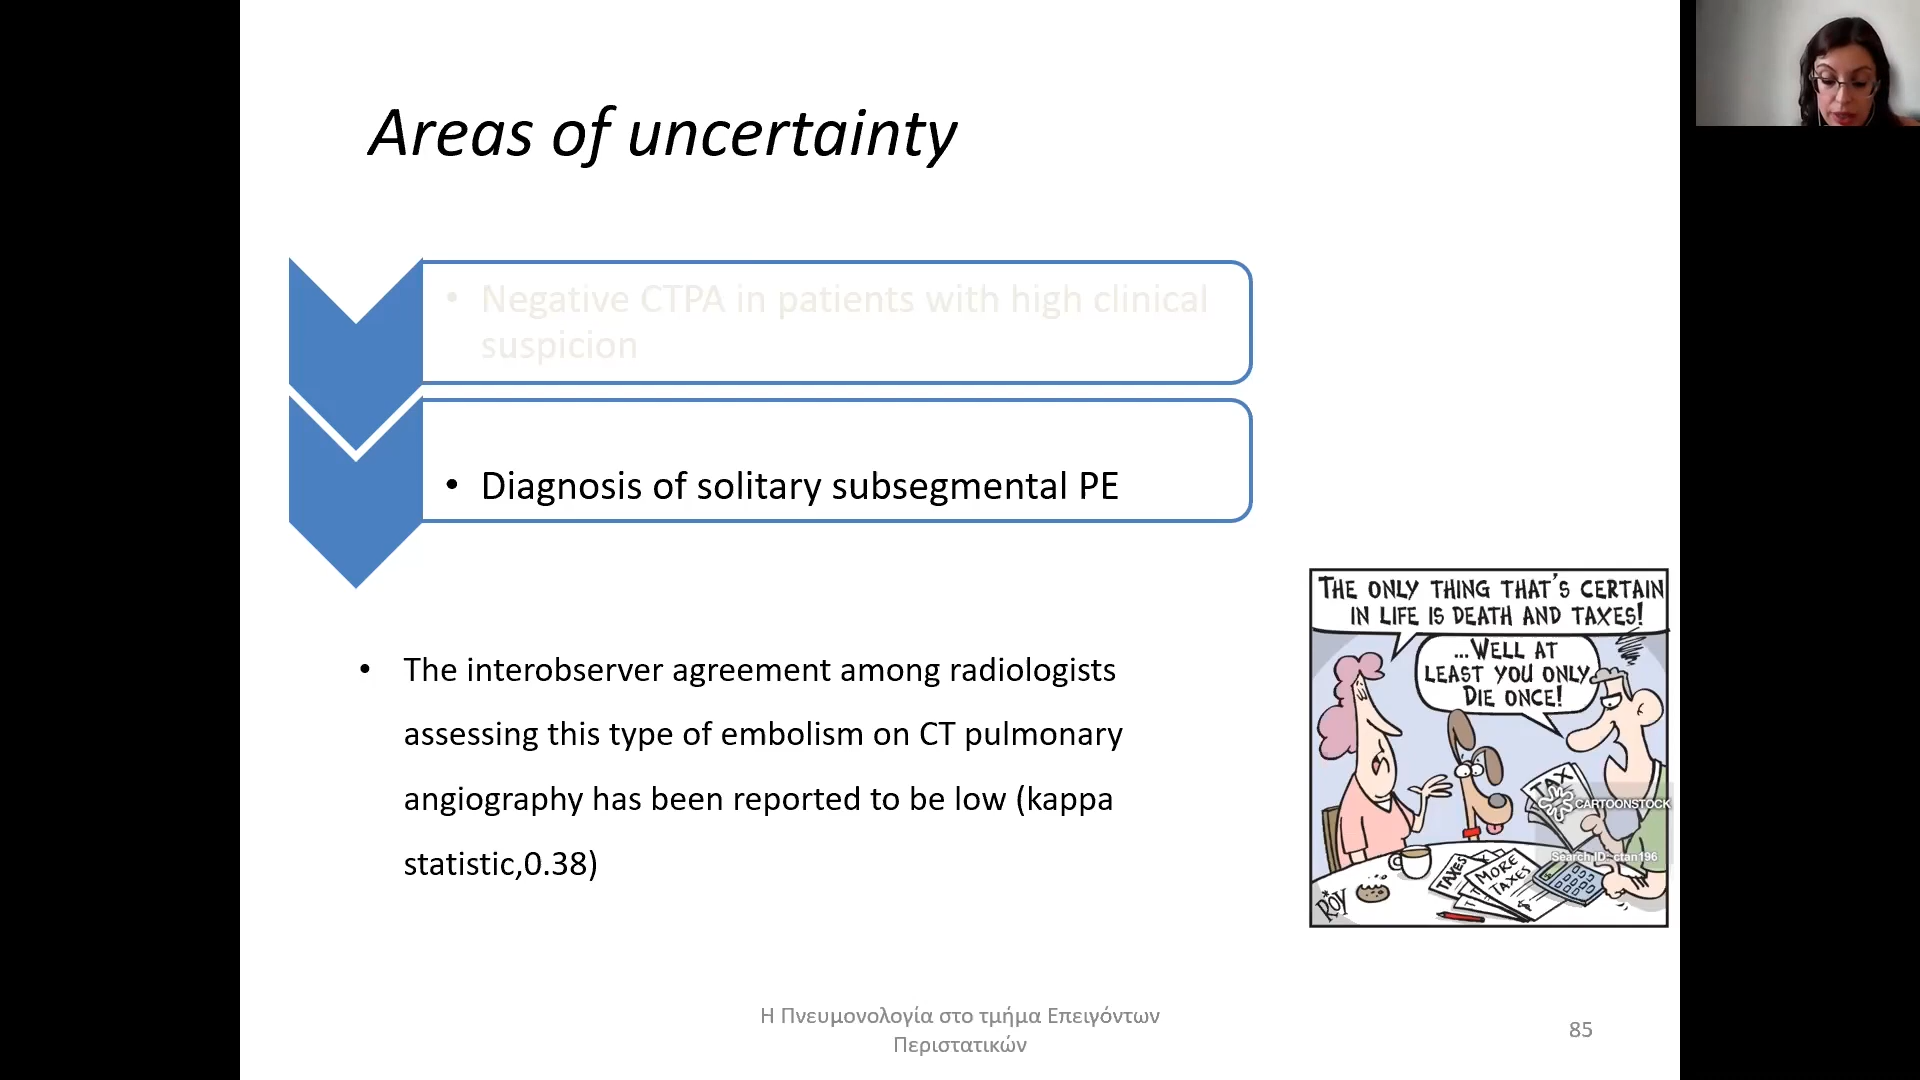 Areas of uncertainty
• Negative CTPA in patients with high clinical
suspicion
• Diagnosis of solitary subsegmental PE
• The interobserver agreement among radiologists
assessing this type of embolism on CT pulmonary
angiography has been reported to be low (kappa
statistic,0.38)
THE ONLY THING THAT'S CERTAIN
IN LIFE IS DEATH AND TAXES!
...WELL AT
LEAST YOU ONLY
DIE ONCE!
TAX
CARTOONSTOCK
Search ID: ctan196
TAXES
MORE
TAXES
ROY
Η Πνευμονολογία στο τμήμα Επειγόντων
Περιστατικών
85